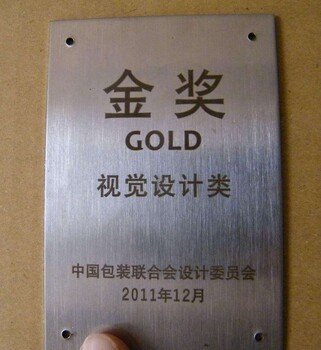 金奖
GOLD
视觉设计类
中国包装联合会设计委员会
2011年12月